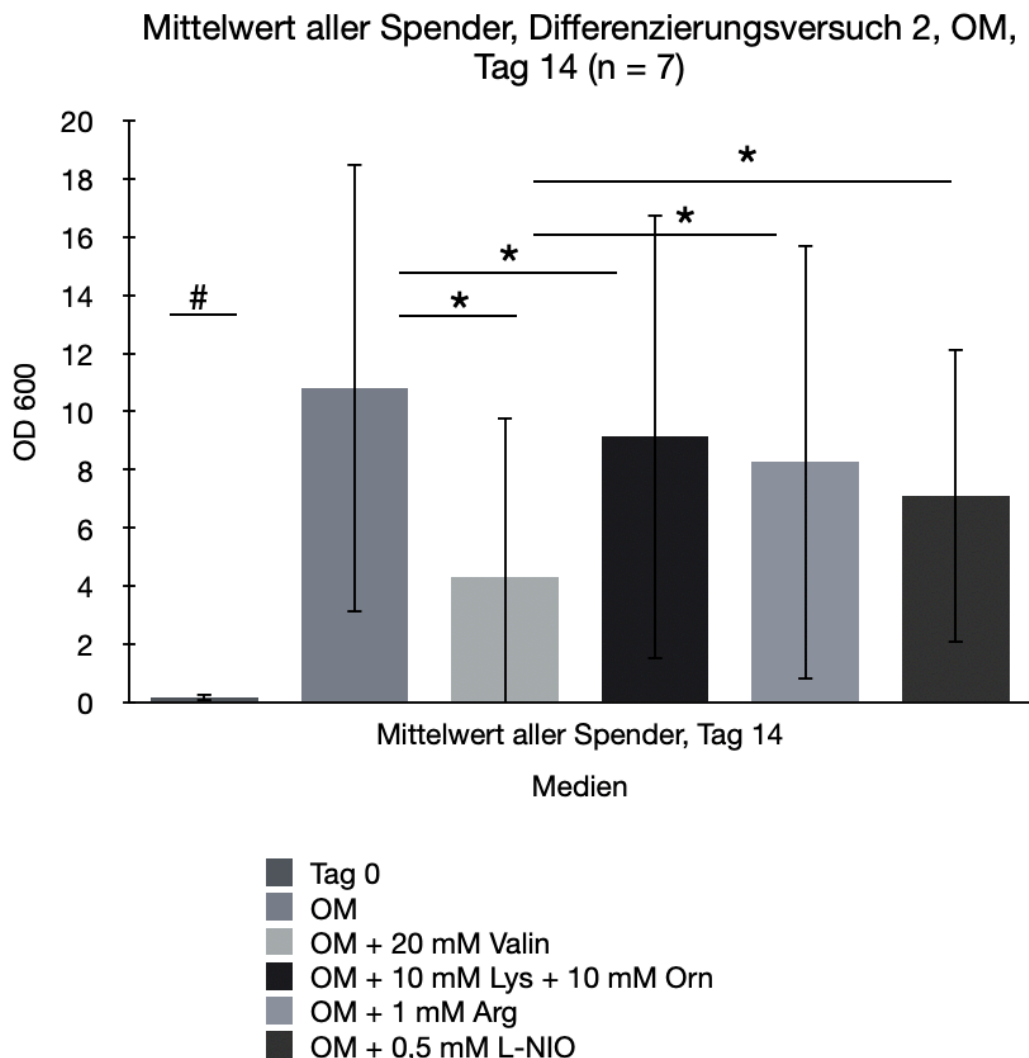 Mittelwert aller Spender, Differenzierungsversuch 2, OM,
Tag 14 (n = 7)
20
18
16
14
12
10
8
6
4
2
0
OD 600
#
*
*
*
*
Mittelwert aller Spender, Tag 14
Medien
Tag 0
OM
OM + 20 mM Valin
OM + 10 mM Lys + 10 mM Orn
OM + 1 mM Arg
OM + 0,5 mM L-NIO